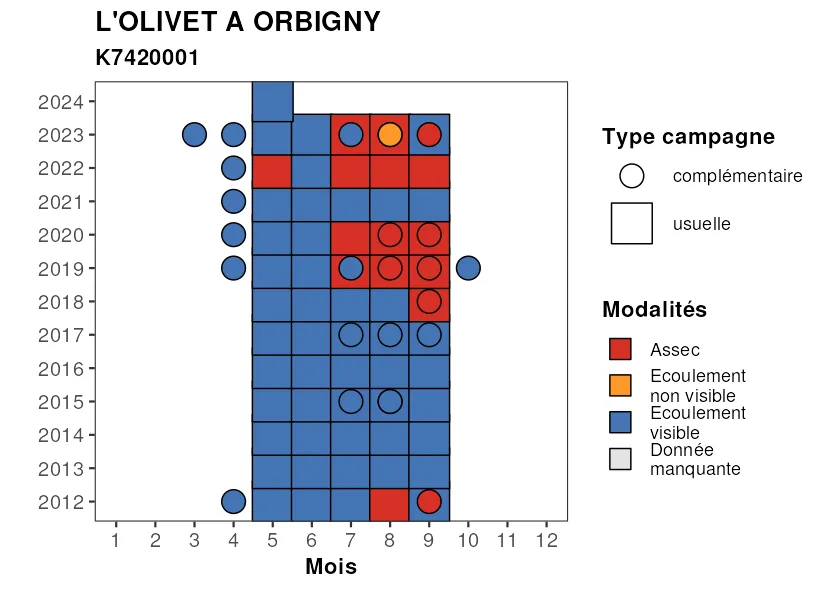 L'OLIVET A ORBIGNY
K7420001
2024
2023
2022
2021
2020
2019
2018
2017
2016
2015
2014
2013
2012
1 2 3 4 5 6 7 8 9 10 11 12
Mois
Type campagne
complémentaire
usuelle
Modalités
Assec
Ecoulement
non visible
Ecoulement
visible
Donnée
manquante